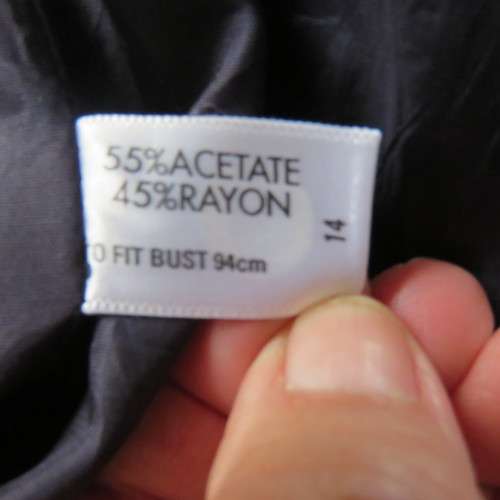 55%ACETATE
45%RAYON
O FIT BUST 94cm
14